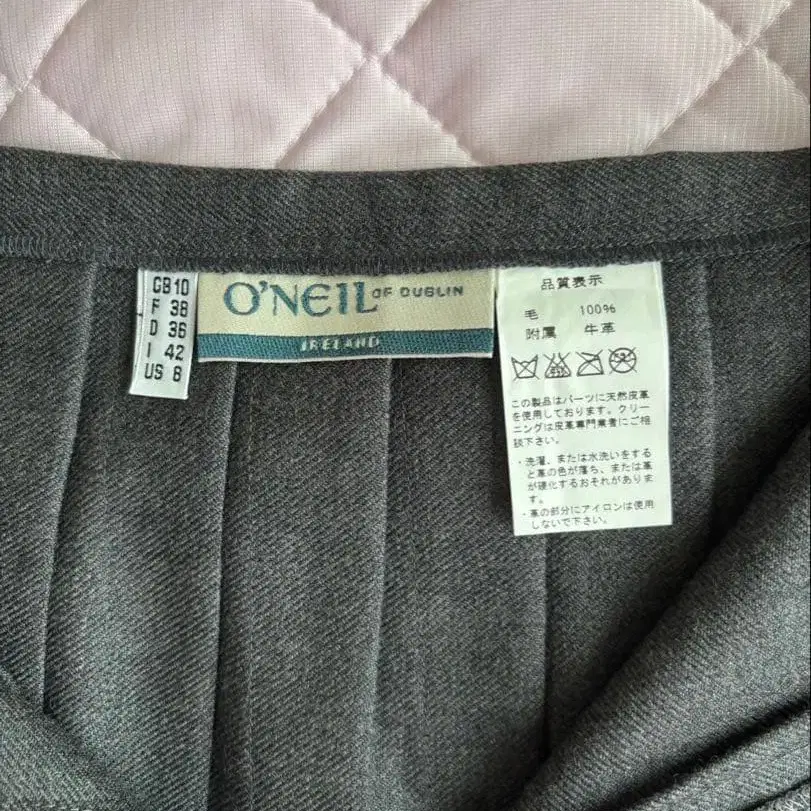 GB 10
F 38
D 36
I 42
US 8
O'NEIL OF DUBLIN
IRELAND
品質表示
毛 100%
附属 牛革
この製品はパーツに天然皮革
を使用しております。クリー
ニングは皮革専門業者にご相
談下さい。
・洗濯、または水洗いをする
と革の色が落ち、または革
が硬化するおそれがありま
す。
・革の部分にアイロンは使用
しないで下さい。